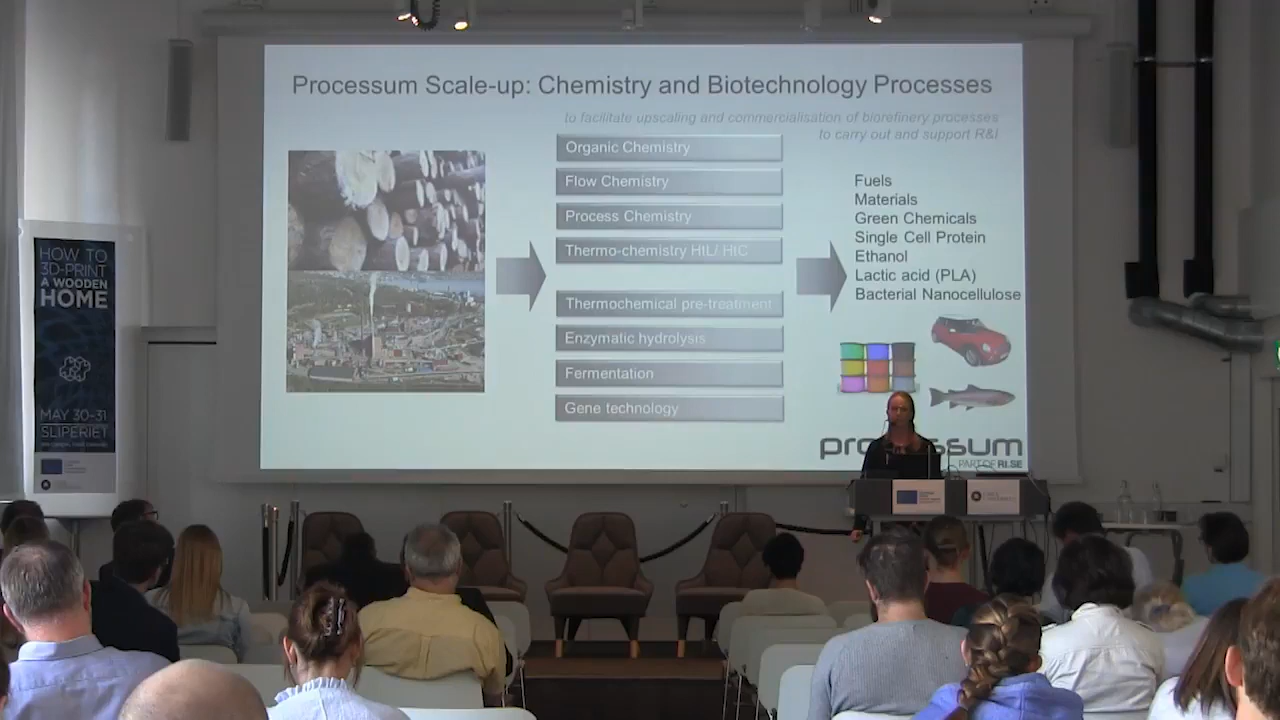 Processum Scale-up: Chemistry and Biotechnology Processes
to facilitate upscaling and commercialisation of biorefinery processes
to carry out and support R&I
Organic Chemistry
Flow Chemistry
Process Chemistry
Thermo-chemistry HtL/ HtC
Thermochemical pre-treatment
Enzymatic hydrolysis
Fermentation
Gene technology
Fuels
Materials
Green Chemicals
Single Cell Protein
Ethanol
Lactic acid (PLA)
Bacterial Nanocellulose
PART OF RI.SE
HOW TO
3D-PRINT
A WOODEN
HOME
MAY 30-31
SLIPERIET